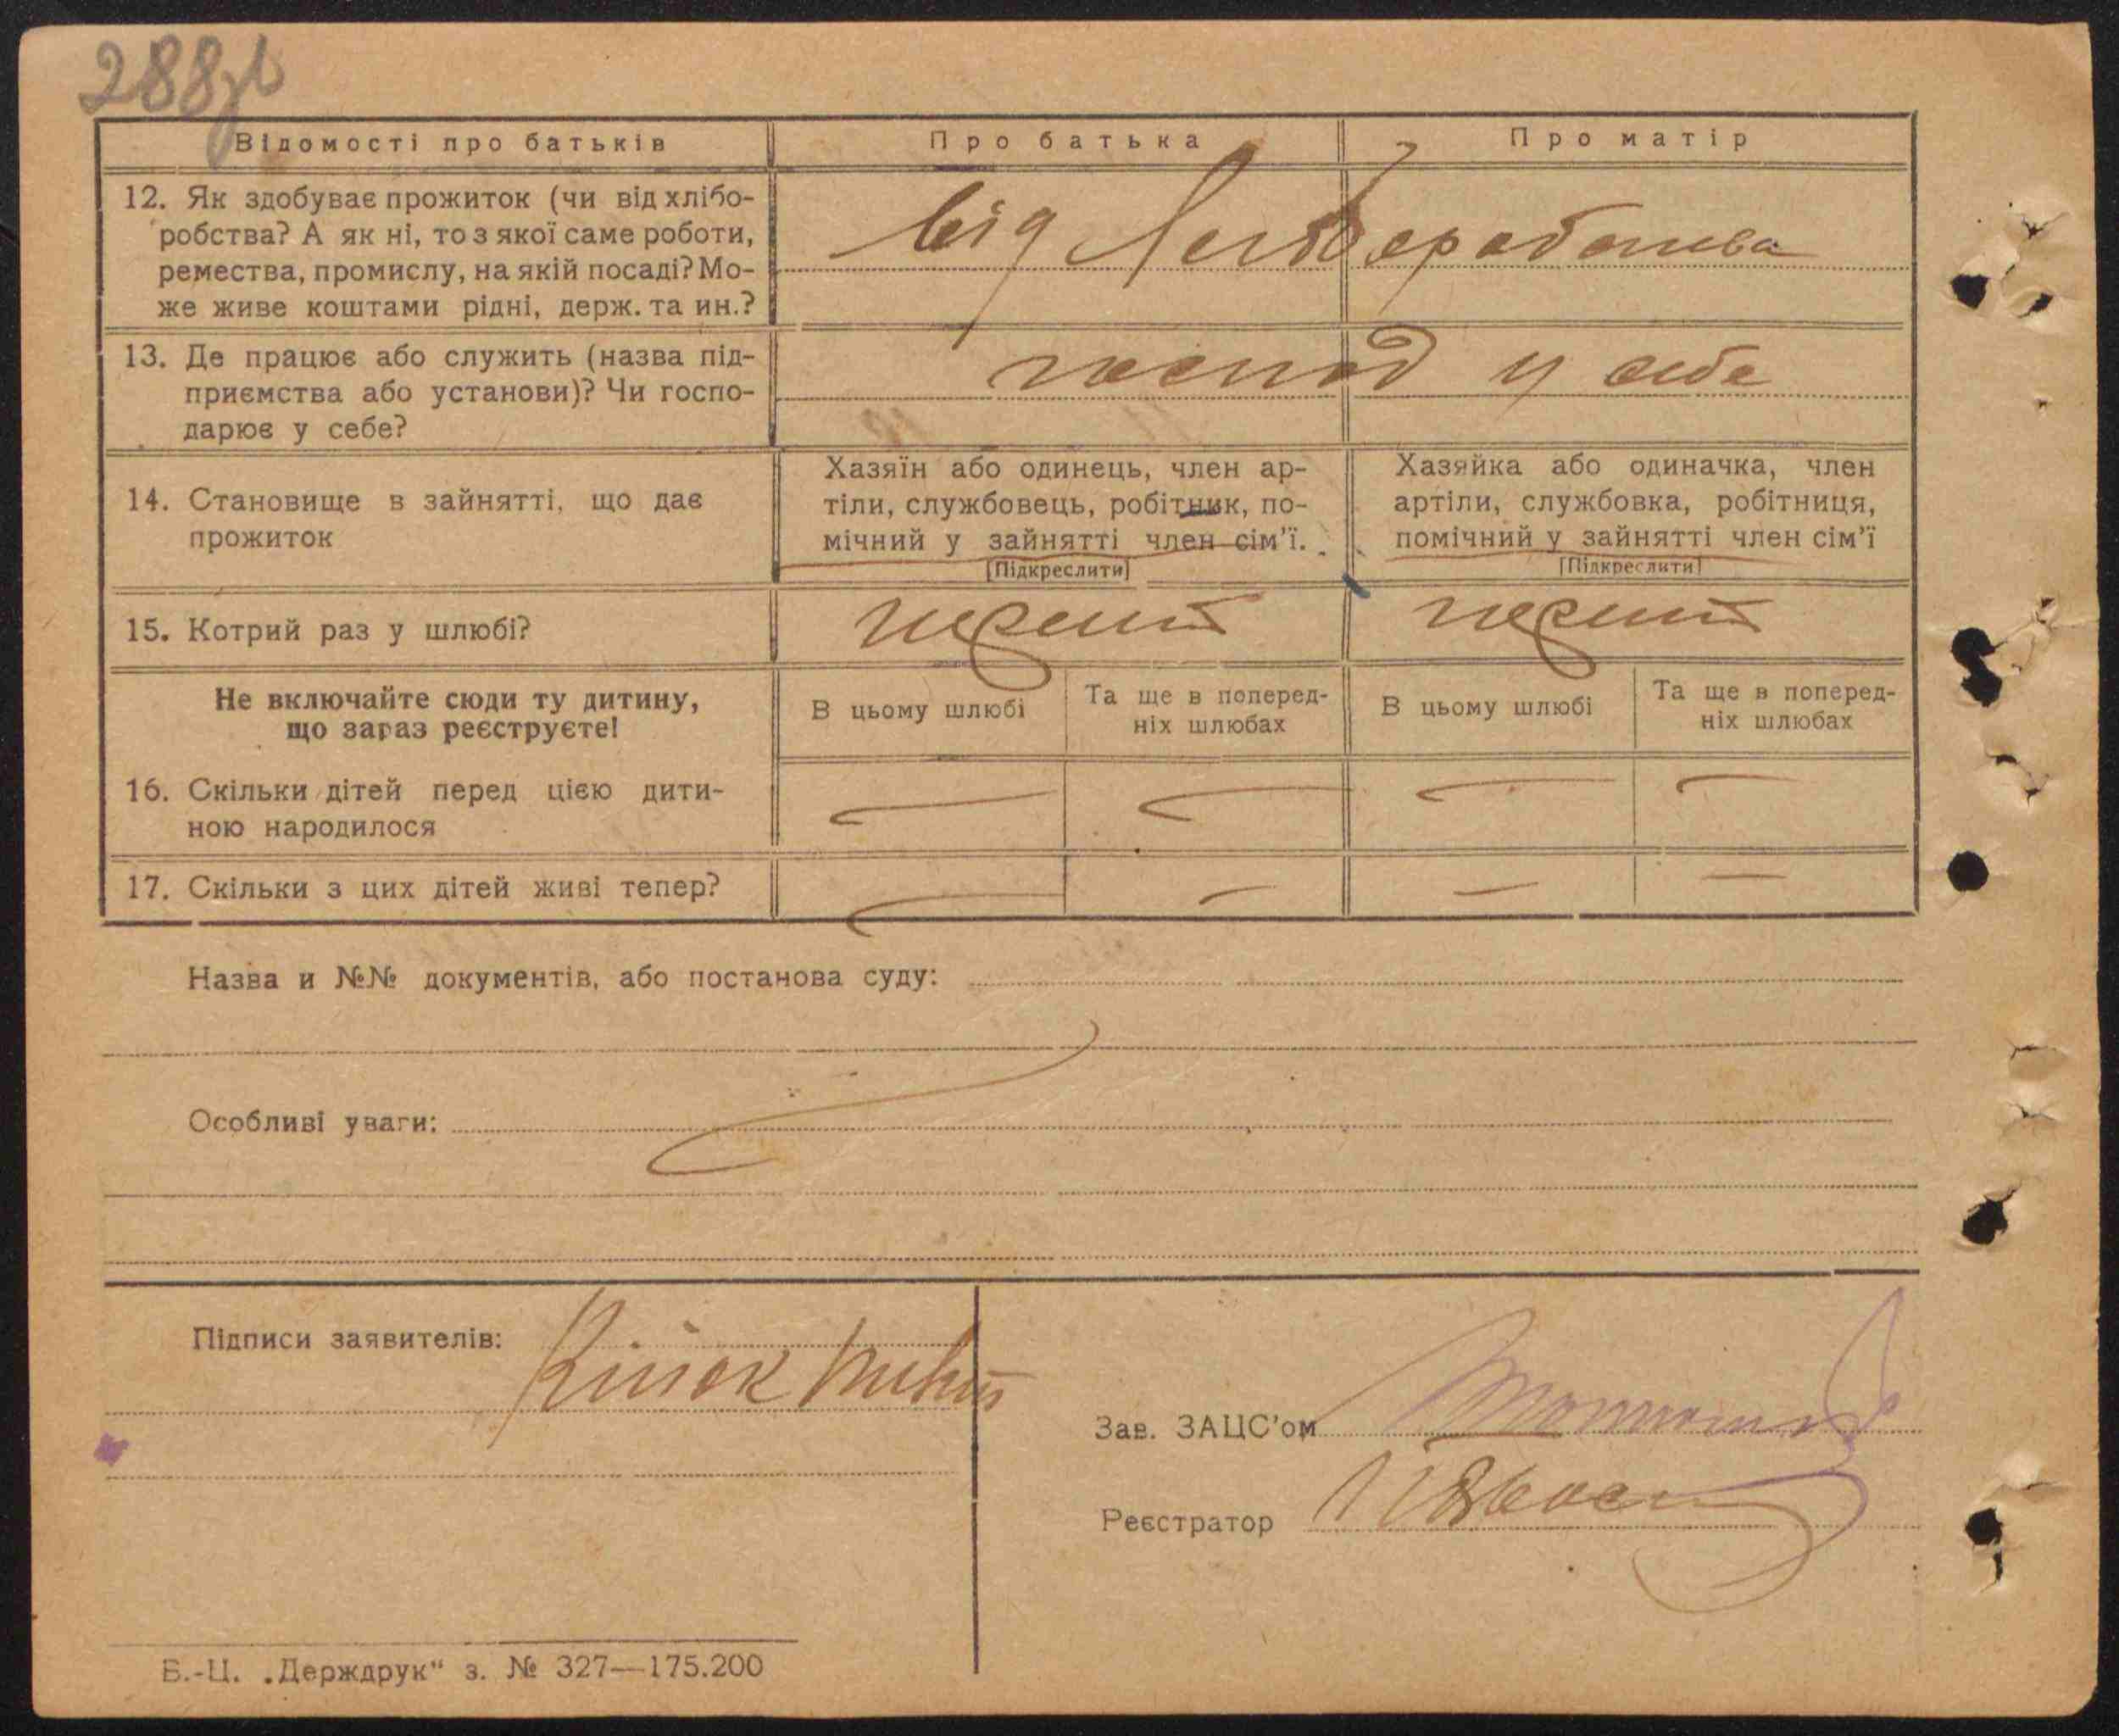 288зв
Відомості про батьків
Про батька
Про матір
12. Як здобуває прожиток (чи від хлібо-
робства? А як ні, то з якої саме роботи,
ремества, промислу, на якій посаді? Мо-
же живе коштами рідні, держ. та ин.?
від
13. Де працює або служить (назва під-
приємства або установи)? Чи госпо-
дарює у себе?
господ у себе
14. Становище в зайнятті, що дає
прожиток
Хазяїн або одинець, член ар-
тіли, службовець, робітник, по-
мічний у зайнятті член сім'ї.
[Підкреслити]
Хазяйка або одиначка, член
артіли, службовка, робітниця,
помічний у зайнятті член сім'ї
[Підкреслити]
15. Котрий раз у шлюбі?
перший
перший
Не включайте сюди ту дитину,
що зараз реєструєте!
В цьому шлюбі
Та ще в поперед-
ніх шлюбах
В цьому шлюбі
Та ще в поперед-
ніх шлюбах
16. Скільки дітей перед цією дити-
ною народилося
17. Скільки з цих дітей живі тепер?
Назва и №№ документів, або постанова суду:
Особливі уваги:
Підписи заявителів:
Зав. ЗАЦС'ом
Реєстратор
Б.-Ц. „Держдрук" з. № 327—175.200